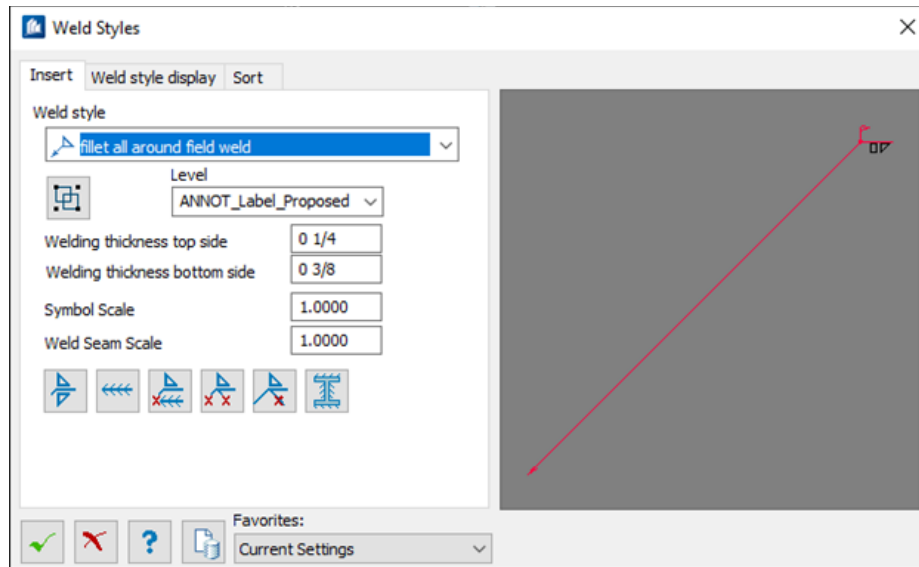 Weld Styles
Insert
Weld style display
Sort
Weld style
fillet all around field weld
Level
ANNOT_Label_Proposed
Welding thickness top side
0 1/4
Welding thickness bottom side
0 3/8
Symbol Scale
1.0000
Weld Seam Scale
1.0000
Favorites:
Current Settings